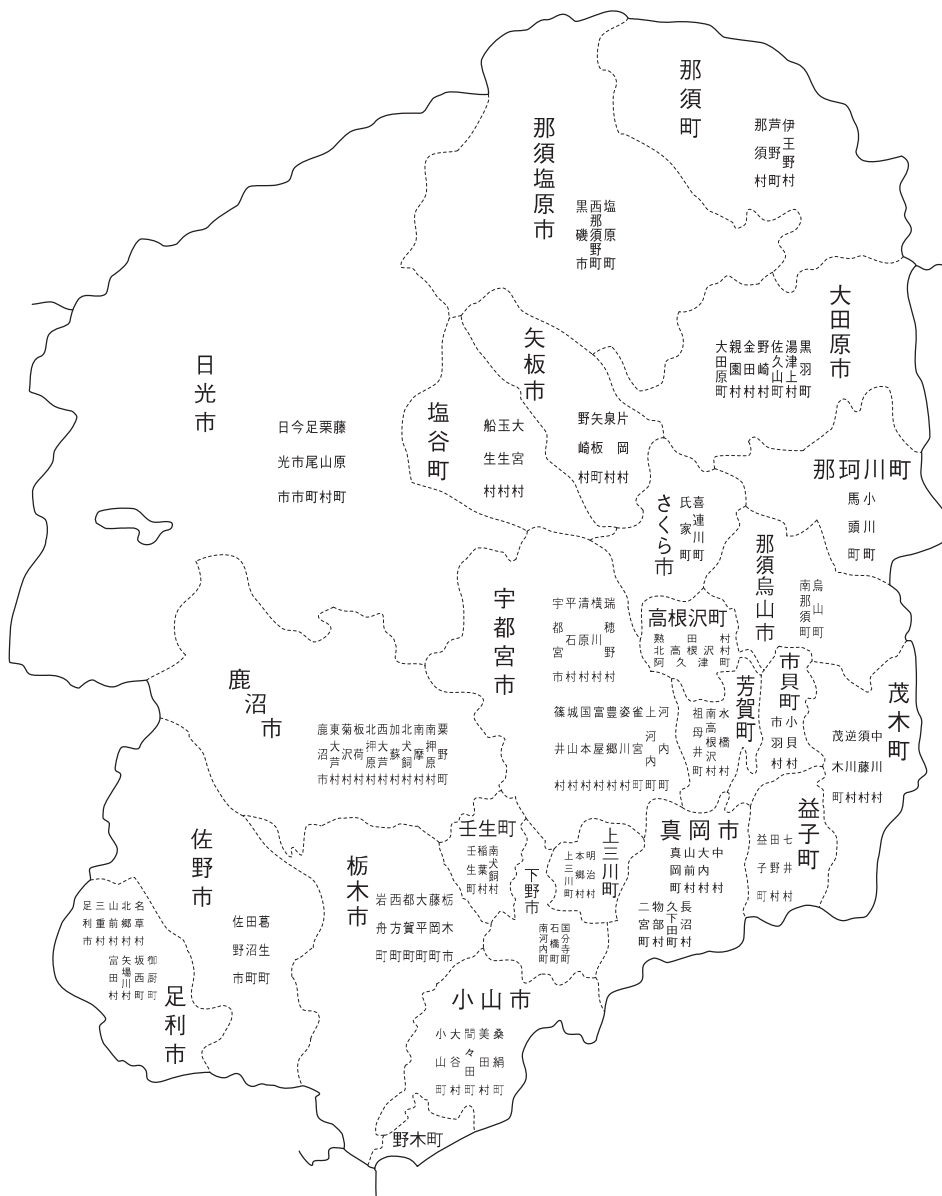 那須町
那須村
芦野町
伊王野村
那須塩原市
黒磯市
西那須野町
塩原町
大田原市
大田原町
親園村
金田村
野崎村
佐久山町
湯津上村
黒羽町
矢板市
野崎村
矢板町
泉村
片岡村
日光市
日光市
今市市
足尾町
栗山村
藤原町
塩谷町
船生村
玉生村
大宮村
那珂川町
馬頭町
小川町
さくら市
氏家町
喜連川町
那須烏山市
南那須町
烏山町
宇都宮市
宇都宮市
平石村
清原村
横川村
瑞穂野村
篠井村
城山村
国本村
富屋村
豊郷村
姿川村
雀宮町
上河内町
河内町
高根沢町
熟田村
北高根沢村
阿久津町
芳賀町
祖母井町
南高根沢村
水橋村
市貝町
市羽村
小貝村
茂木町
茂木町
逆川村
須藤村
中川村
鹿沼市
鹿沼市
東大芦村
菊沢村
板荷村
北押原村
西大芦村
加蘇村
北犬飼村
南摩村
南押原村
粟野町
益子町
益子町
田野村
七井村
真岡市
真岡町
山前村
大内村
中村
二宮町
物部村
久下田町
長沼村
上三川町
上三川町
本郷村
明治村
壬生町
壬生町
稲葉村
南犬飼村
下野市
南河内町
石橋町
国分寺町
栃木市
岩舟町
西方町
都賀町
大平町
藤岡町
栃木市
佐野市
佐野市
田沼町
葛生町
足利市
足利市
三重村
山前村
北郷村
名草村
富田村
矢場川村
坂西町
御厨町
小山市
小山町
大谷村
間々田町
美田村
桑絹町
野木町